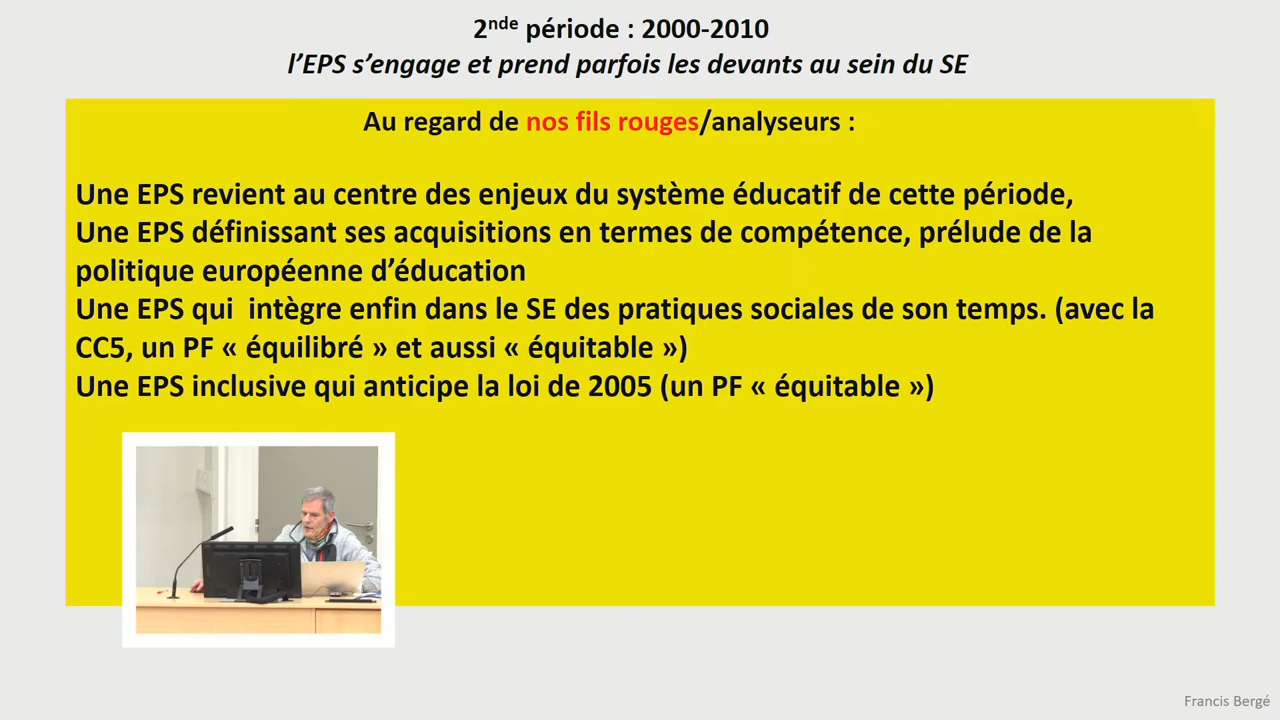 2nde période : 2000-2010
l’EPS s’engage et prend parfois les devants au sein du SE
Au regard de nos fils rouges/analyseurs :
Une EPS revient au centre des enjeux du système éducatif de cette période,
Une EPS définissant ses acquisitions en termes de compétence, prélude de la
politique européenne d’éducation
Une EPS qui  intègre enfin dans le SE des pratiques sociales de son temps. (avec la
CC5, un PF « équilibré » et aussi « équitable »)
Une EPS inclusive qui anticipe la loi de 2005 (un PF « équitable »)
Francis Bergé